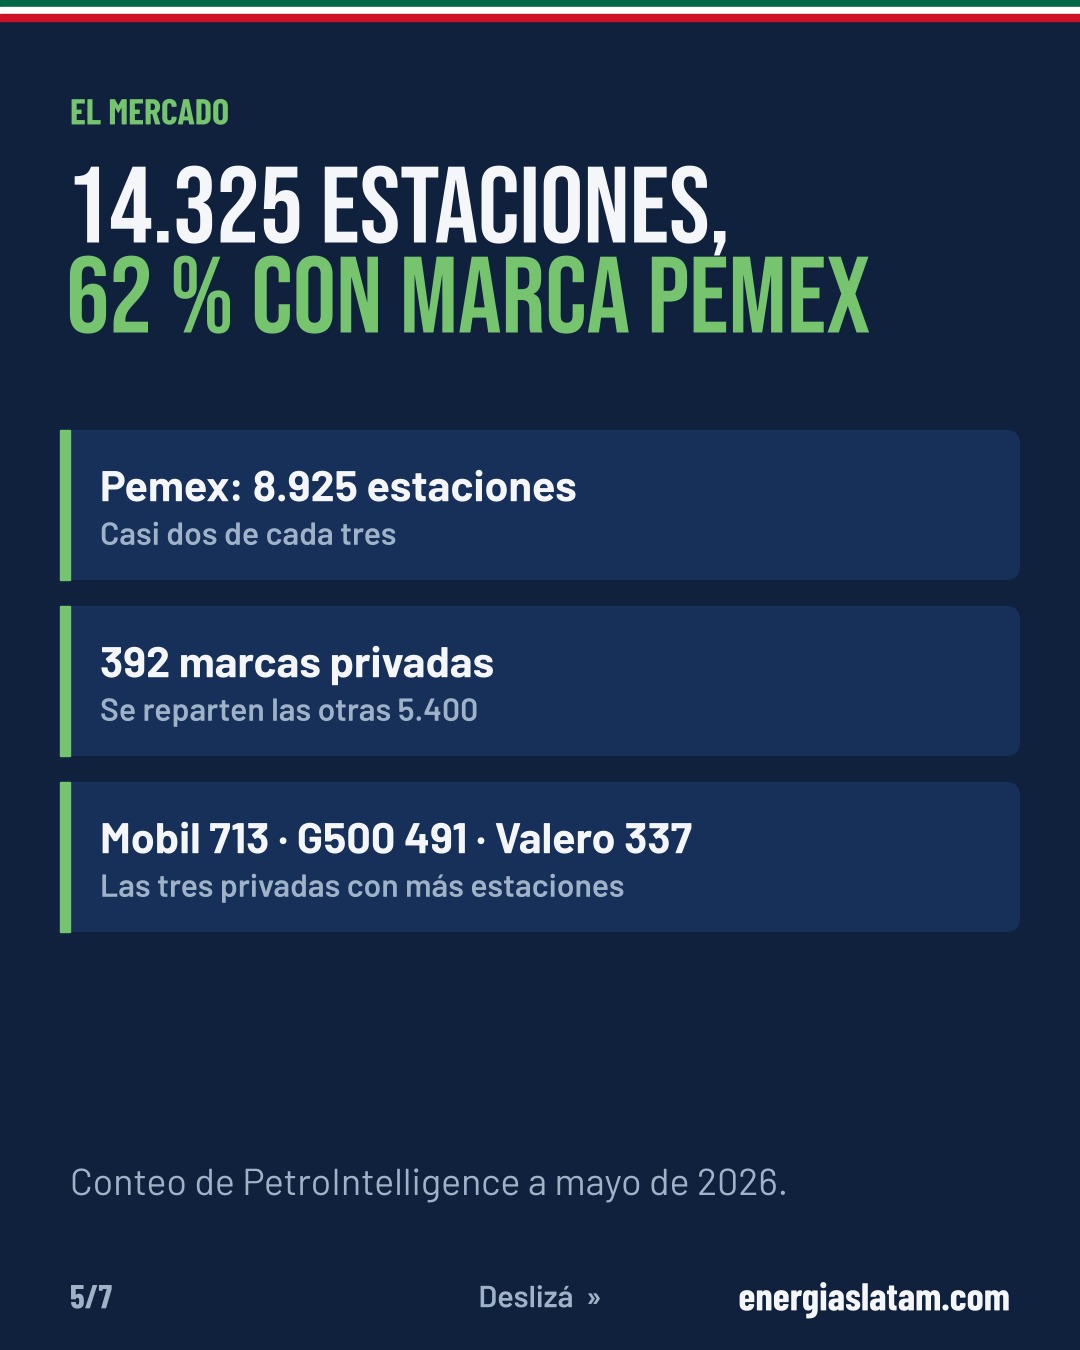 EL MERCADO
14.325 ESTACIONES,
62 % CON MARCA PEMEX
Pemex: 8.925 estaciones
Casi dos de cada tres
392 marcas privadas
Se reparten las otras 5.400
Mobil 713 · G500 491 · Valero 337
Las tres privadas con más estaciones
Conteo de PetroIntelligence a mayo de 2026.
5/7
Deslizá »
energiaslatam.com